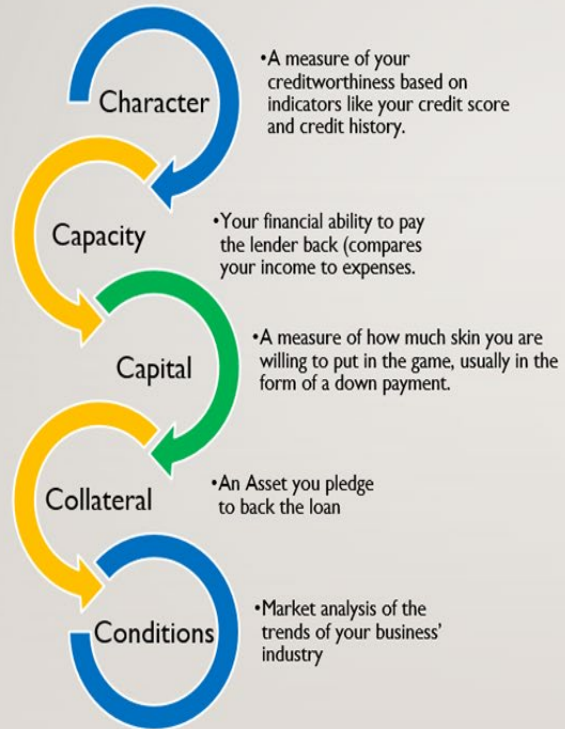 Character
•A measure of your
creditworthiness based on
indicators like your credit score
and credit history.
Capacity
•Your financial ability to pay
the lender back (compares
your income to expenses.
Capital
•A measure of how much skin you are
willing to put in the game, usually in the
form of a down payment.
Collateral
•An Asset you pledge
to back the loan
Conditions
•Market analysis of the
trends of your business'
industry